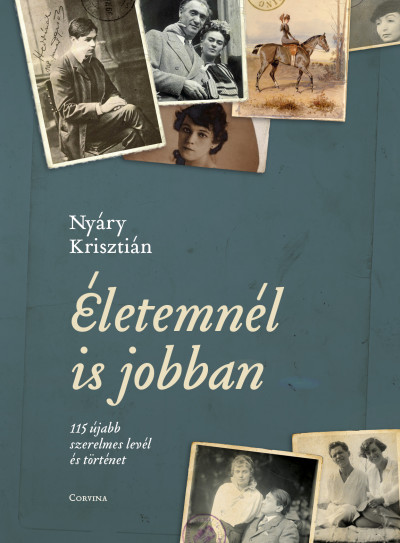 Nyáry
Krisztián
Életemnél
is jobban
115 újabb
szerelmes levél
és történet
CORVINA